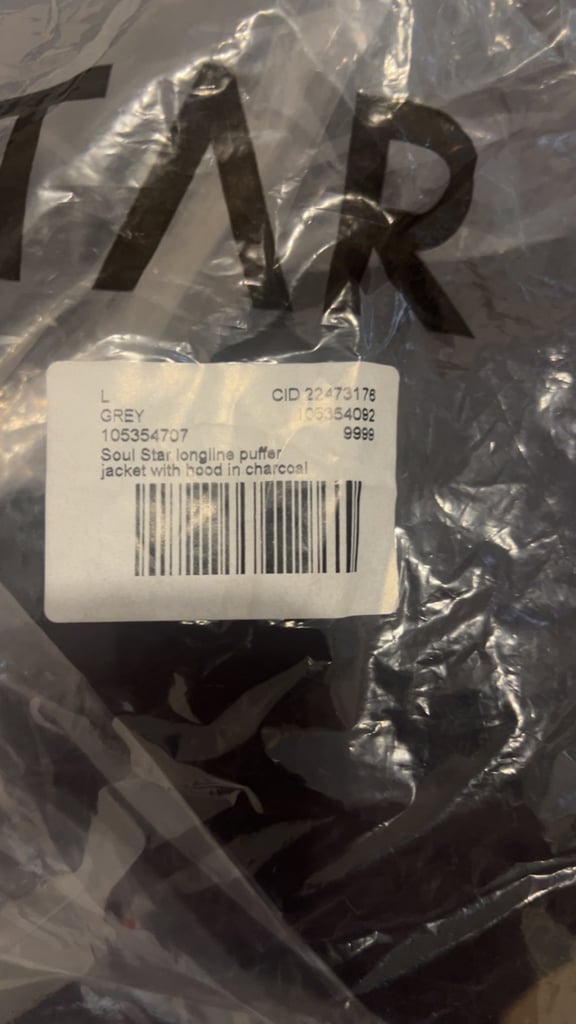 TAR
L CID 22473176
GREY 105354092
105354707 9999
Soul Star longline puffer
jacket with hood in charcoal